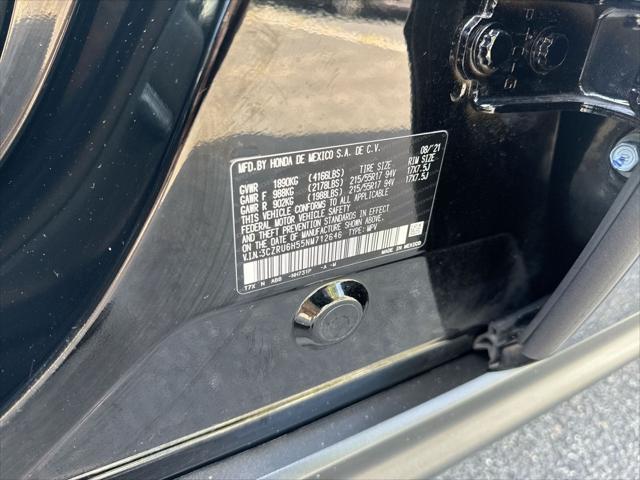 MFD.BY HONDA DE MEXICO S.A. DE C.V. 08/'21
TIRE SIZE RIM SIZE
GVWR 1890KG (4166LBS)
GAWR F 988KG (2178LBS) 215/55R17 94V 17X7.5J
GAWR R 902KG (1988LBS) 215/55R17 94V 17X7.5J
THIS VEHICLE CONFORMS TO ALL APPLICABLE
FEDERAL MOTOR VEHICLE SAFETY AND
THEFT PREVENTION STANDARDS IN EFFECT
ON THE DATE OF MANUFACTURE SHOWN ABOVE.
V.I.N:3CZRU6H55NM712646 TYPE: MPV
T7X N ABB -NH731P -A -M MADE IN MEXICO